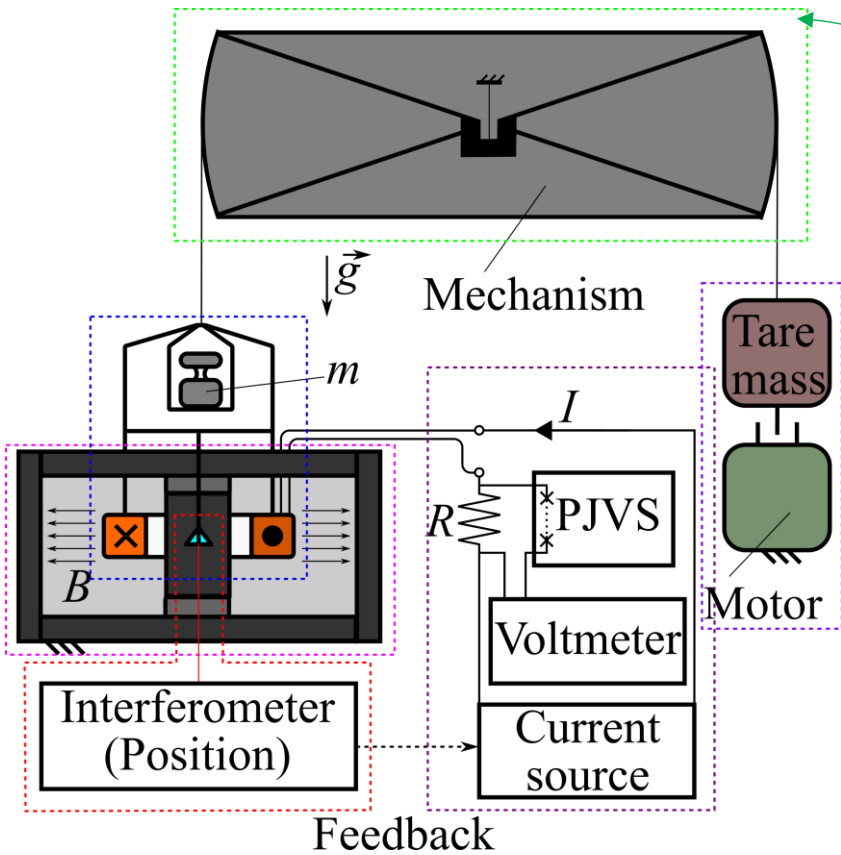 g
Mechanism
m
Tare
mass
I
R
PJVS
B
Motor
Voltmeter
Interferometer
(Position)
Current
source
Feedback